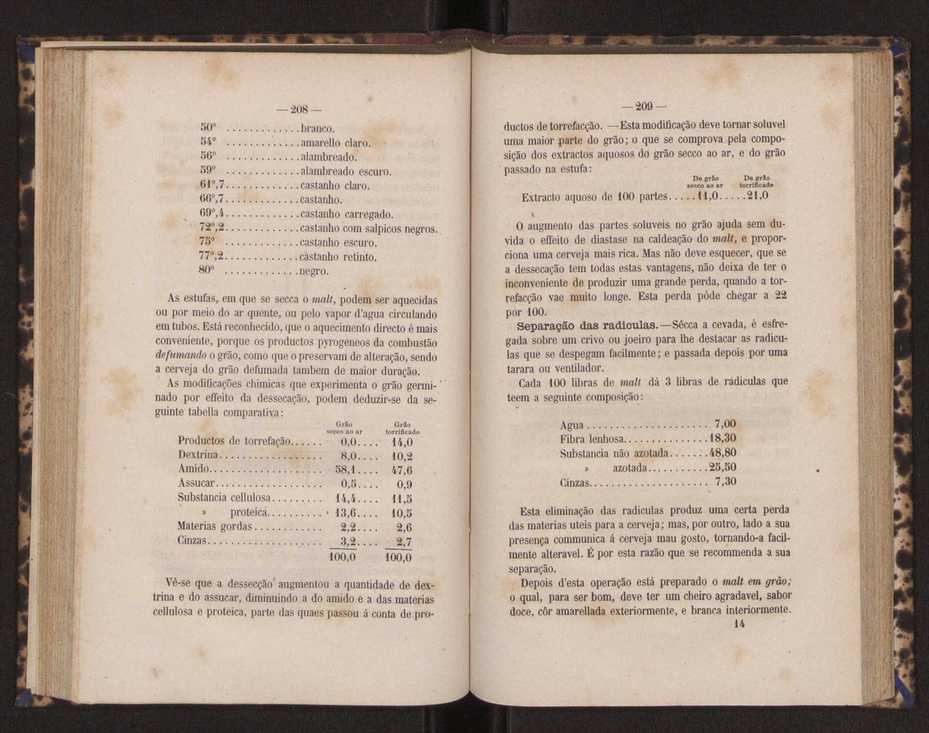 — 208 —
50º . . . . . . . . . . . . . branco.
54º . . . . . . . . . . . . . amarello claro.
56º . . . . . . . . . . . . . alambreado.
59º . . . . . . . . . . . . . alambreado escuro.
61º,7. . . . . . . . . . . . . castanho claro.
66º,7. . . . . . . . . . . . . castanho.
69º,4. . . . . . . . . . . . . castanho carregado.
72º,2. . . . . . . . . . . . . castanho com salpicos negros.
75º . . . . . . . . . . . . . castanho escuro.
77º,2. . . . . . . . . . . . . castanho retinto.
80º . . . . . . . . . . . . . negro.
As estufas, em que se secca o malt, podem ser aquecidas
ou por meio do ar quente, ou pelo vapor d'agua circulando
em tubos. Está reconhecido, que o aquecimento directo é mais
conveniente, porque os productos pyrogeneos da combustão
defumando o grão, como que o preservam de alteração, sendo
a cerveja do grão defumada tambem de maior duração.
As modificações chimicas que experimenta o grão germi-
nado por effeito da dessecação, podem deduzir-se da se-
guinte tabella comparativa:
Grão Grão
secco ao ar torrificado
Productos de torrefação. . . . . . 0,0. . . . 14,0
Dextrina. . . . . . . . . . . . . . . . . . 8,0. . . . 10,2
Amido. . . . . . . . . . . . . . . . . . . . 58,1. . . . 47,6
Assucar. . . . . . . . . . . . . . . . . . . 0,5. . . . 0,9
Substancia cellulosa. . . . . . . . . 14,4. . . . 11,5
» proteica. . . . . . . . . . 13,6. . . . 10,5
Materias gordas . . . . . . . . . . . . 2,2. . . . 2,6
Cinzas. . . . . . . . . . . . . . . . . . . . 3,2. . . . 2,7
100,0 100,0
Vê-se que a dessecção augmentou a quantidade de dex-
trina e do assucar, diminuindo a do amido e a das materias
cellulosa e proteica, parte das quaes passou á conta de pro-
— 209 —
ductos de torrefacção. — Esta modificação deve tornar soluvel
uma maior parte do grão; o que se comprova pela compo-
sição dos extractos aquosos do grão secco ao ar, e do grão
passado na estufa:
De grão De grão
secco ao ar torrificado
Extracto aquoso de 100 partes. . . . . 11,0. . . . . 21,0
O augmento das partes soluveis no grão ajuda sem du-
vida o effeito de diastase na caldeação do malt, e propor-
ciona uma cerveja mais rica. Mas não deve esquecer, que se
a dessecação tem todas estas vantagens, não deixa de ter o
inconveniente de produzir uma grande perda, quando a tor-
refacção vae muito longe. Esta perda póde chegar a 22
por 100.
Separação das radiculas. — Sêcca a cevada, é esfre-
gada sobre um crivo ou joeiro para lhe destacar as radicu-
las que se despegam facilmente; e passada depois por uma
tarara ou ventilador.
Cada 100 libras de malt dá 3 libras de radiculas que
teem a seguinte composição:
Agua . . . . . . . . . . . . . . . . . . . . . 7,00
Fibra lenhosa. . . . . . . . . . . . . . 18,30
Substancia não azotada. . . . . . . 48,80
» azotada. . . . . . . . . . . 25,50
Cinzas. . . . . . . . . . . . . . . . . . . . . 7,30
Esta eliminação das radiculas produz uma certa perda
das materias uteis para a cerveja; mas, por outro, lado a sua
presença communica á cerveja mau gosto, tornando-a facil-
mente alteravel. É por esta razão que se recommenda a sua
separação.
Depois d'esta operação está preparado o malt em grão;
o qual, para ser bom, deve ter um cheiro agradavel, sabor
doce, côr amarellada exteriormente, e branca interiormente.
14